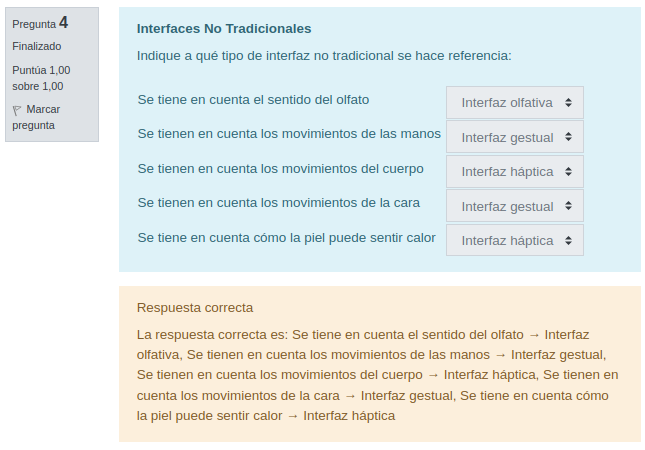 Pregunta 4
Finalizado
Puntúa 1,00
sobre 1,00
Marcar
pregunta
Interfaces No Tradicionales
Indique a qué tipo de interfaz no tradicional se hace referencia:
Se tiene en cuenta el sentido del olfato Interfaz olfativa
Se tienen en cuenta los movimientos de las manos Interfaz gestual
Se tienen en cuenta los movimientos del cuerpo Interfaz háptica
Se tienen en cuenta los movimientos de la cara Interfaz gestual
Se tiene en cuenta cómo la piel puede sentir calor Interfaz háptica
Respuesta correcta
La respuesta correcta es: Se tiene en cuenta el sentido del olfato → Interfaz
olfativa, Se tienen en cuenta los movimientos de las manos → Interfaz gestual,
Se tienen en cuenta los movimientos del cuerpo → Interfaz háptica, Se tienen en
cuenta los movimientos de la cara → Interfaz gestual, Se tiene en cuenta cómo
la piel puede sentir calor → Interfaz háptica